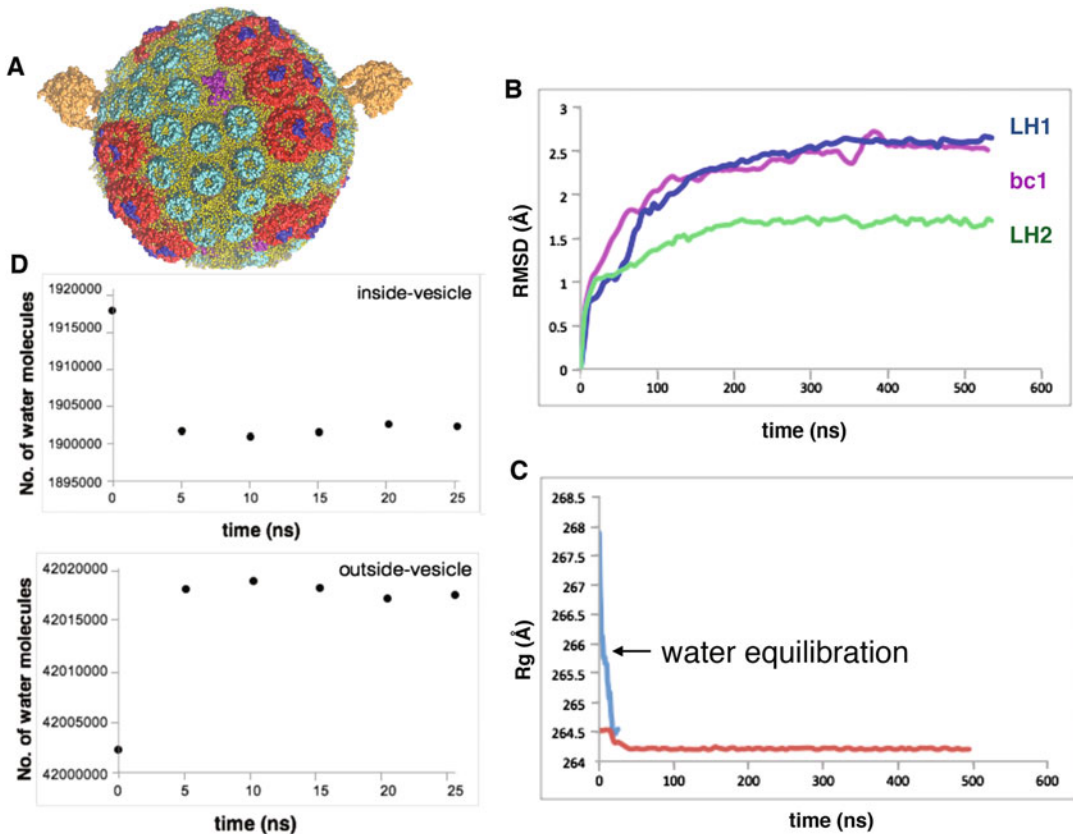 A
B
3
2.5
2
1.5
1
0.5
0
RMSD (Å)
0 100 200 300 400 500 600
time (ns)
LH1
bc1
LH2
D
inside-vesicle
1920000
1915000
1910000
1905000
1900000
1895000
No. of water molecules
0 5 10 15 20 25
time (ns)
outside-vesicle
42020000
42015000
42010000
42005000
42000000
No. of water molecules
0 5 10 15 20 25
time (ns)
C
268.5
268
267.5
267
266.5
266
265.5
265
264.5
264
Rg (Å)
water equilibration
0 100 200 300 400 500 600
time (ns)